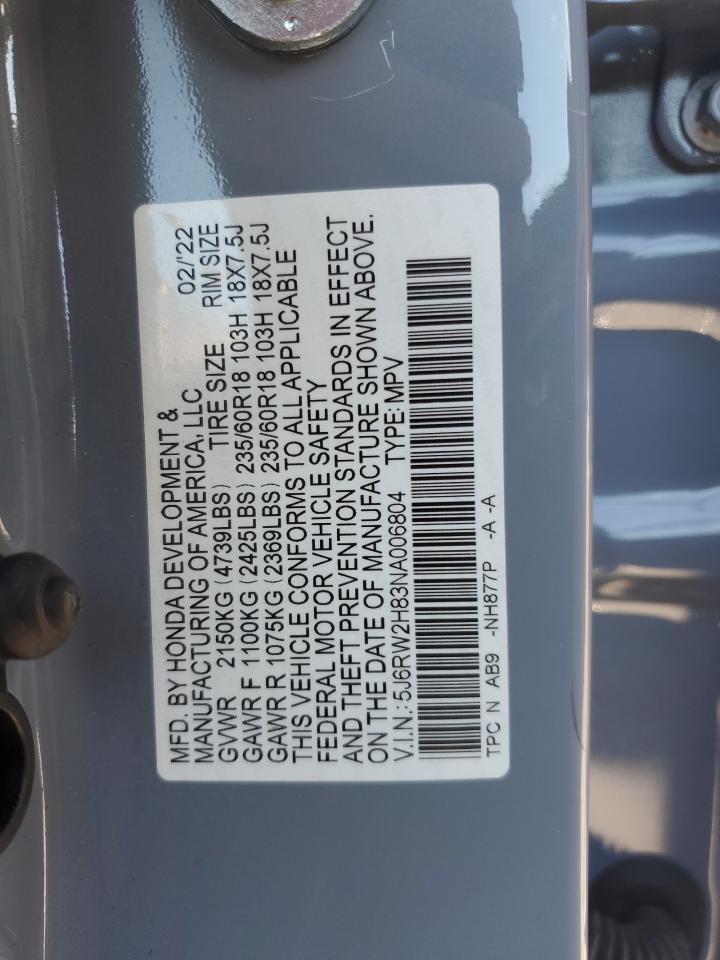 MFD. BY HONDA DEVELOPMENT &
MANUFACTURING OF AMERICA, LLC 02/'22
GVWR 2150KG (4739LBS) TIRE SIZE RIM SIZE
GAWR F 1100KG (2425LBS) 235/60R18 103H 18X7.5J
GAWR R 1075KG (2369LBS) 235/60R18 103H 18X7.5J
THIS VEHICLE CONFORMS TO ALL APPLICABLE
FEDERAL MOTOR VEHICLE SAFETY
AND THEFT PREVENTION STANDARDS IN EFFECT
ON THE DATE OF MANUFACTURE SHOWN ABOVE.
V.I.N.: 5J6RW2H83NA006804 TYPE: MPV
TPC N AB9 -NH877P -A -A